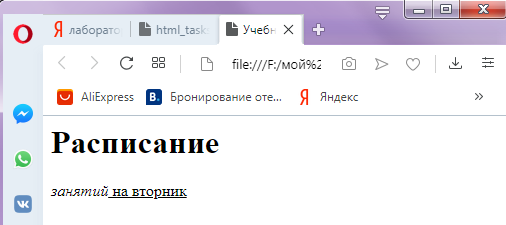 лаборато html_task Учебн
file:///F:/мой%2
AliExpress B. Бронирование оте... Яндекс »
Расписание
занятий на вторник